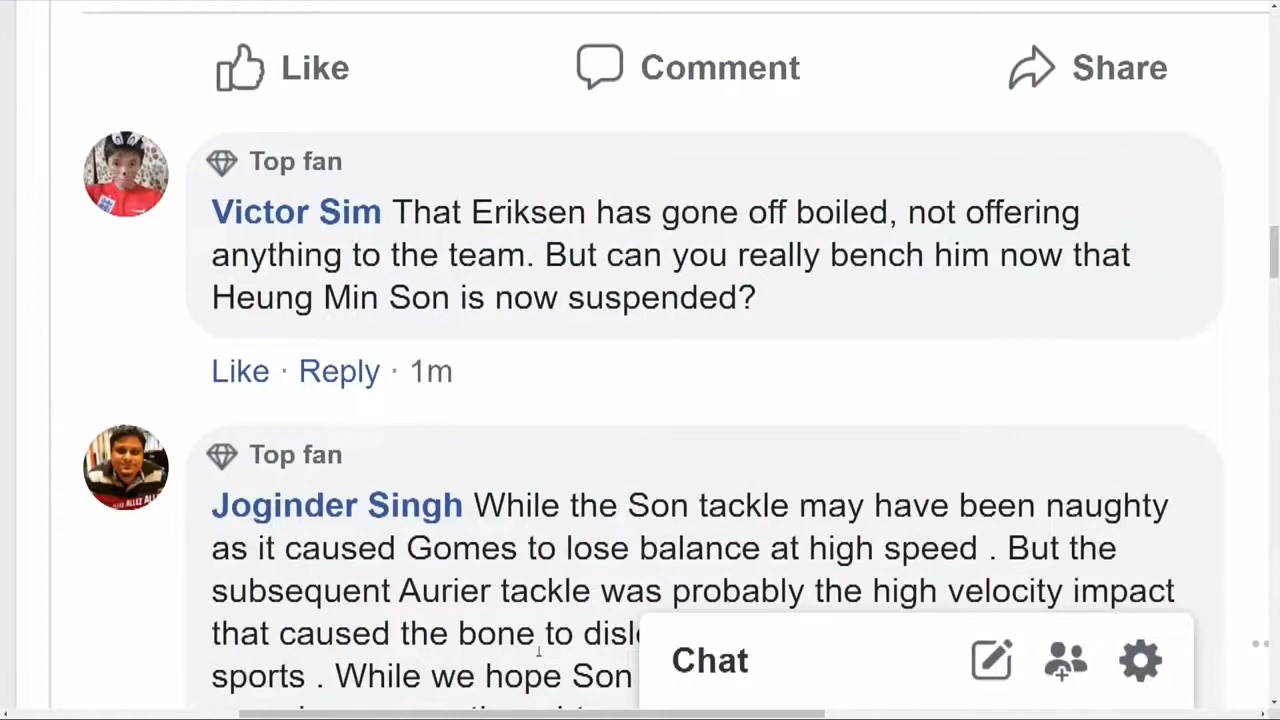 Like Comment Share
Top fan
Victor Sim That Eriksen has gone off boiled, not offering
anything to the team. But can you really bench him now that
Heung Min Son is now suspended?
Like · Reply · 1m
Top fan
Joginder Singh While the Son tackle may have been naughty
as it caused Gomes to lose balance at high speed . But the
subsequent Aurier tackle was probably the high velocity impact
that caused the bone to
sports . While we hope Son
Chat